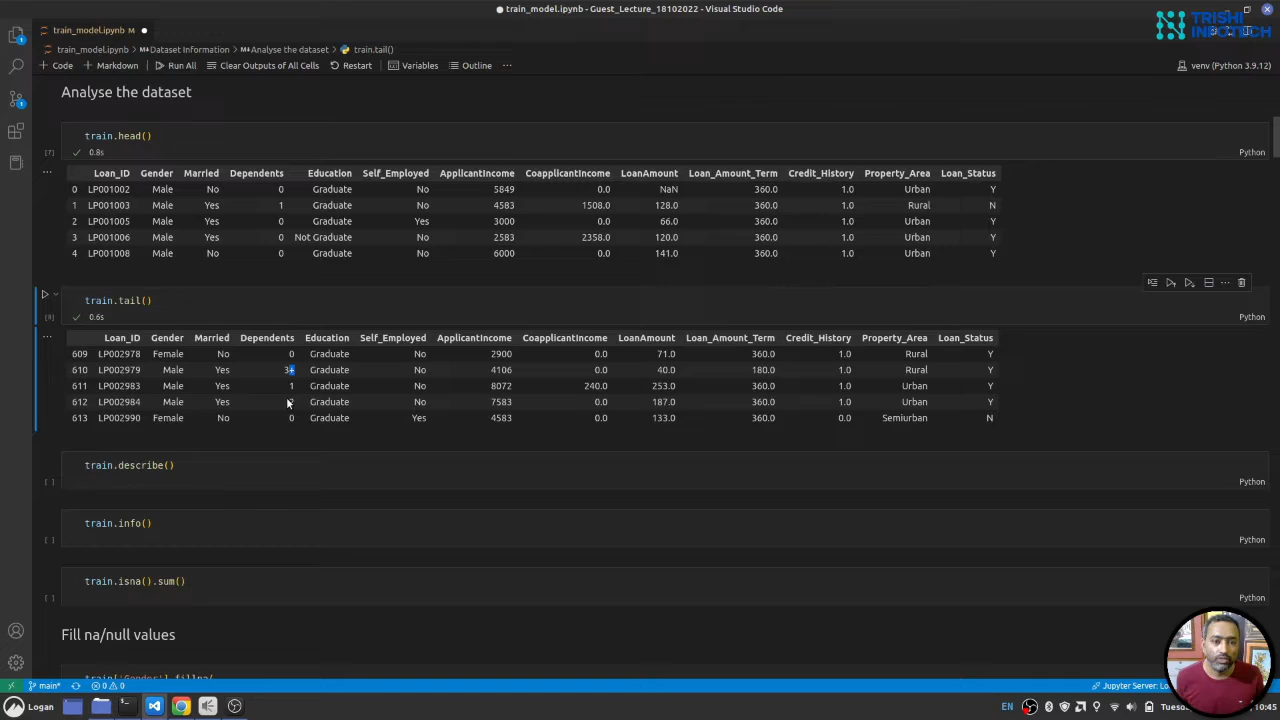 train_model.ipynb - Guest_Lecture_18102022 - Visual Studio Code
TRISHI
INFOTECH
train_model.ipynb M
train_model.ipynb > M Dataset Information > M Analyse the dataset > train.tail()
+ Code + Markdown Run All Clear Outputs of All Cells Restart Variables Outline ... venv (Python 3.9.12)
Analyse the dataset
train.head()
[7] 0.8s Python
Loan_ID Gender Married Dependents Education Self_Employed ApplicantIncome CoapplicantIncome LoanAmount Loan_Amount_Term Credit_History Property_Area Loan_Status
0 LP001002 Male No 0 Graduate No 5849 0.0 NaN 360.0 1.0 Urban Y
1 LP001003 Male Yes 1 Graduate No 4583 1508.0 128.0 360.0 1.0 Rural N
2 LP001005 Male Yes 0 Graduate Yes 3000 0.0 66.0 360.0 1.0 Urban Y
3 LP001006 Male Yes 0 Not Graduate No 2583 2358.0 120.0 360.0 1.0 Urban Y
4 LP001008 Male No 0 Graduate No 6000 0.0 141.0 360.0 1.0 Urban Y
train.tail()
[8] 0.6s Python
Loan_ID Gender Married Dependents Education Self_Employed ApplicantIncome CoapplicantIncome LoanAmount Loan_Amount_Term Credit_History Property_Area Loan_Status
609 LP002978 Female No 0 Graduate No 2900 0.0 71.0 360.0 1.0 Rural Y
610 LP002979 Male Yes 3+ Graduate No 4106 0.0 40.0 180.0 1.0 Rural Y
611 LP002983 Male Yes 1 Graduate No 8072 240.0 253.0 360.0 1.0 Urban Y
612 LP002984 Male Yes Graduate No 7583 0.0 187.0 360.0 1.0 Urban Y
613 LP002990 Female No 0 Graduate Yes 4583 0.0 133.0 360.0 0.0 Semiurban N
train.describe()
[ ] Python
train.info()
[ ] Python
train.isna().sum()
[ ] Python
Fill na/null values
train['Gender'].fillna(
main* 0 0 Jupyter Server:
Logan EN 10:45